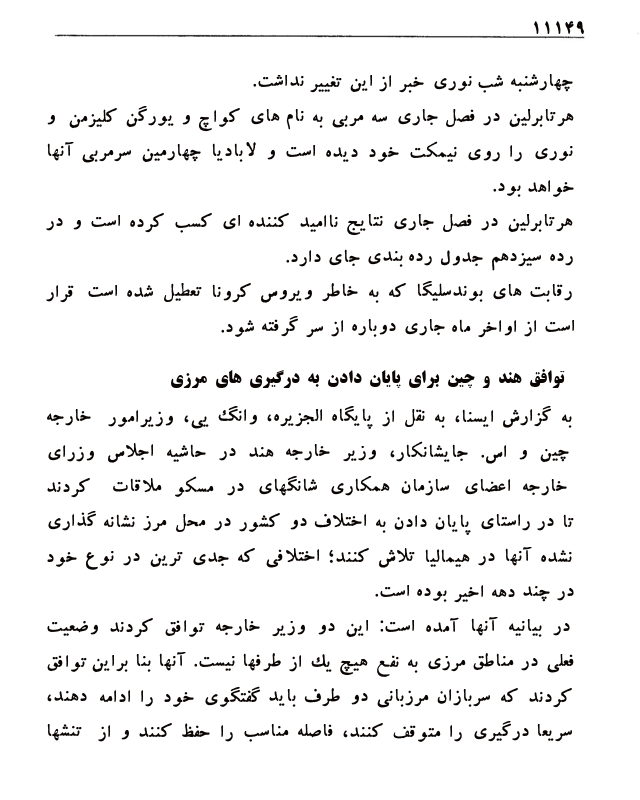 ۱۱۱۴۹
چهارشنبه شب نوری خبر از این تغییر نداشت.
هرتابرلین در فصل جاری سه مربی به نام های کواچ و یورگن کلیزمن و
نوری را روی نیمکت خود دیده است و لابادیا چهارمین سرمربی آنها
خواهد بود.
هرتابرلین در فصل جاری نتایج ناامید کننده ای کسب کرده است و در
رده سیزدهم جدول رده بندی جای دارد.
رقابت های بوندسلیگا که به خاطر ویروس کرونا تعطیل شده است قرار
است از اواخر ماه جاری دوباره از سر گرفته شود.
توافق هند و چین برای پایان دادن به درگیری های مرزی
به گزارش ایسنا، به نقل از پایگاه الجزیره، وانگ یی، وزیرامور خارجه
چین و اس. جایشانکار، وزیر خارجه هند در حاشیه اجلاس وزرای
خارجه اعضای سازمان همکاری شانگهای در مسکو ملاقات کردند
تا در راستای پایان دادن به اختلاف دو کشور در محل مرز نشانه گذاری
نشده آنها در هیمالیا تلاش کنند؛ اختلافی که جدی ترین در نوع خود
در چند دهه اخیر بوده است.
در بیانیه آنها آمده است: این دو وزیر خارجه توافق کردند وضعیت
فعلی در مناطق مرزی به نفع هیچ یك از طرفها نیست. آنها بنا براین توافق
کردند که سربازان مرزبانی دو طرف باید گفتگوی خود را ادامه دهند،
سریعا درگیری را متوقف کنند، فاصله مناسب را حفظ کنند و از تنشها